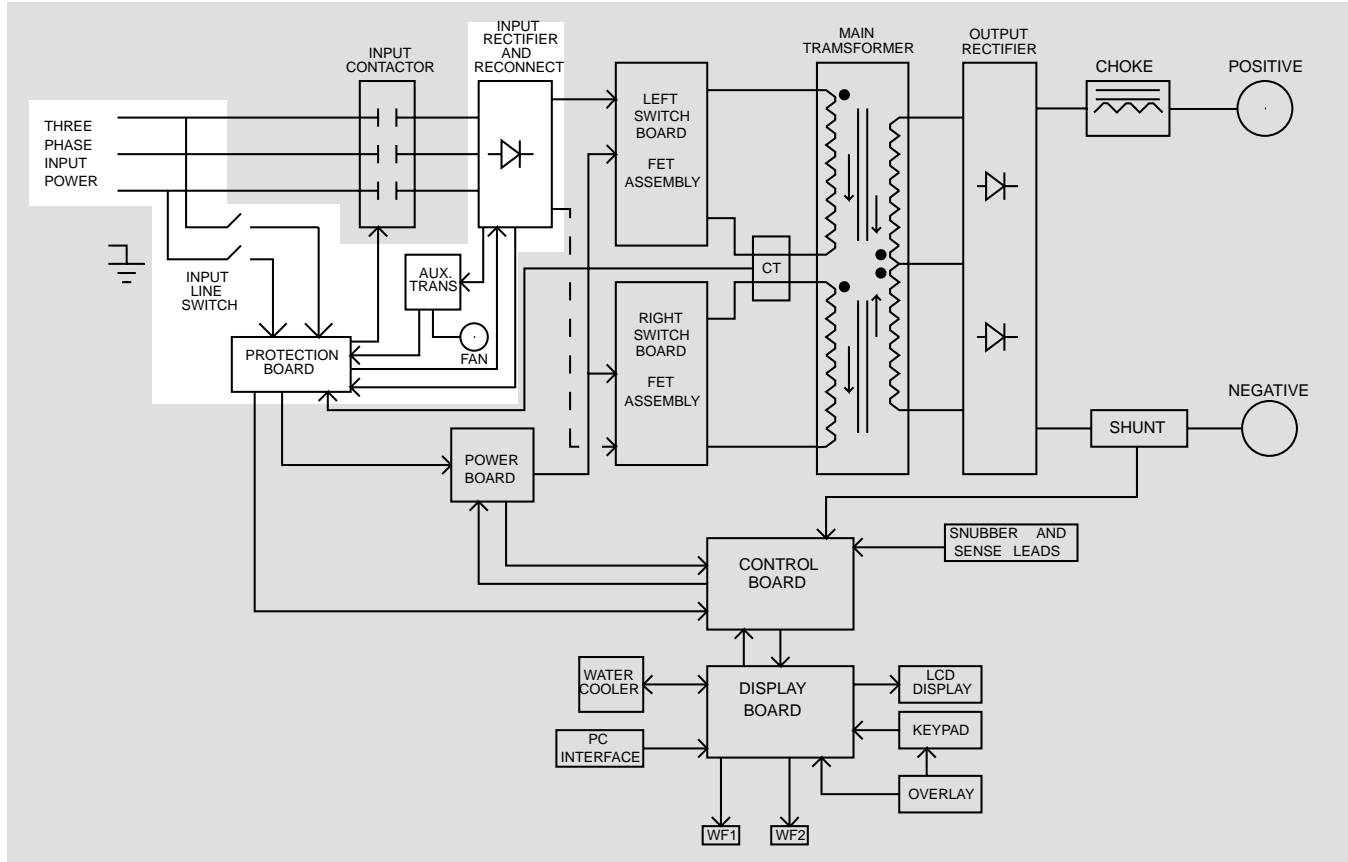 INPUT
RECTIFIER
AND
RECONNECT
INPUT
CONTACTOR
MAIN
TRAMSFORMER
OUTPUT
RECTIFIER
CHOKE
POSITIVE
THREE
PHASE
INPUT
POWER
LEFT
SWITCH
BOARD
FET
ASSEMBLY
INPUT
LINE
SWITCH
AUX.
TRANS
CT
FAN
PROTECTION
BOARD
RIGHT
SWITCH
BOARD
FET
ASSEMBLY
NEGATIVE
SHUNT
POWER
BOARD
SNUBBER AND
SENSE LEADS
CONTROL
BOARD
WATER
COOLER
DISPLAY
BOARD
LCD
DISPLAY
KEYPAD
PC
INTERFACE
OVERLAY
WF1
WF2